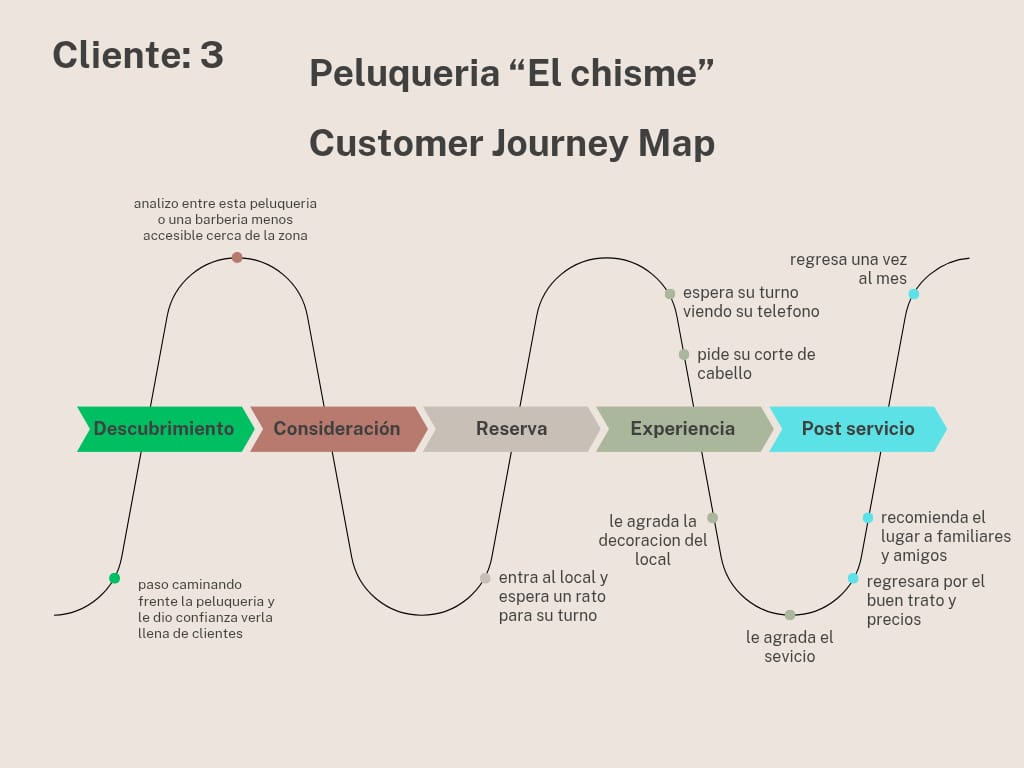 Cliente: 3
Peluqueria “El chisme”
Customer Journey Map
analizo entre esta peluqueria
o una barberia menos
accesible cerca de la zona
regresa una vez
al mes
espera su turno
viendo su telefono
pide su corte de
cabello
Descubrimiento
Consideración
Reserva
Experiencia
Post servicio
paso caminando
frente la peluqueria y
le dio confianza verla
llena de clientes
entra al local y
espera un rato
para su turno
le agrada la
decoracion del
local
le agrada el
sevicio
recomienda el
lugar a familiares
y amigos
regresara por el
buen trato y
precios